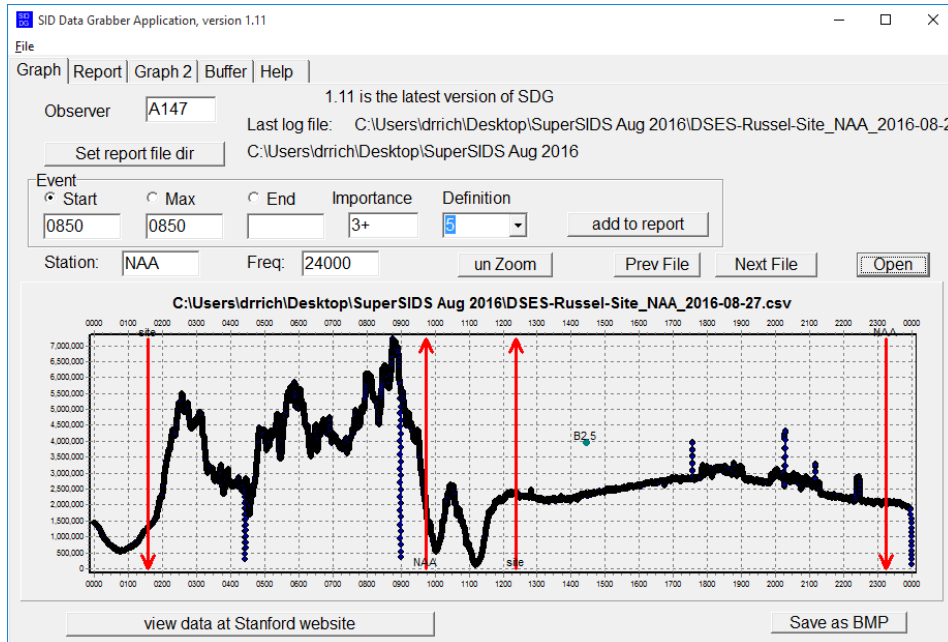 SID Data Grabber Application, version 1.11
File
Graph Report Graph 2 Buffer Help
1.11 is the latest version of SDG
Observer A147
Last log file: C:\Users\drrich\Desktop\SuperSIDS Aug 2016\DSES-Russel-Site_NAA_2016-08-2
Set report file dir C:\Users\drrich\Desktop\SuperSIDS Aug 2016
Event
Start Max End Importance Definition
0850 0850 3+ 5 add to report
Station: NAA Freq: 24000 un Zoom Prev File Next File Open
C:\Users\drrich\Desktop\SuperSIDS Aug 2016\DSES-Russel-Site_NAA_2016-08-27.csv
0000 0100 0200 0300 0400 0500 0600 0700 0800 0900 1000 1100 1200 1300 1400 1500 1600 1700 1800 1900 2000 2100 2200 2300 0000
site NAA
7,000,000
6,500,000
6,000,000
5,500,000
5,000,000
4,500,000
4,000,000
3,500,000
3,000,000
2,500,000
2,000,000
1,500,000
1,000,000
500,000
0
B2.5
NAA site
0000 0100 0200 0300 0400 0500 0600 0700 0800 0900 1000 1100 1200 1300 1400 1500 1600 1700 1800 1900 2000 2100 2200 2300 0000
view data at Stanford website Save as BMP